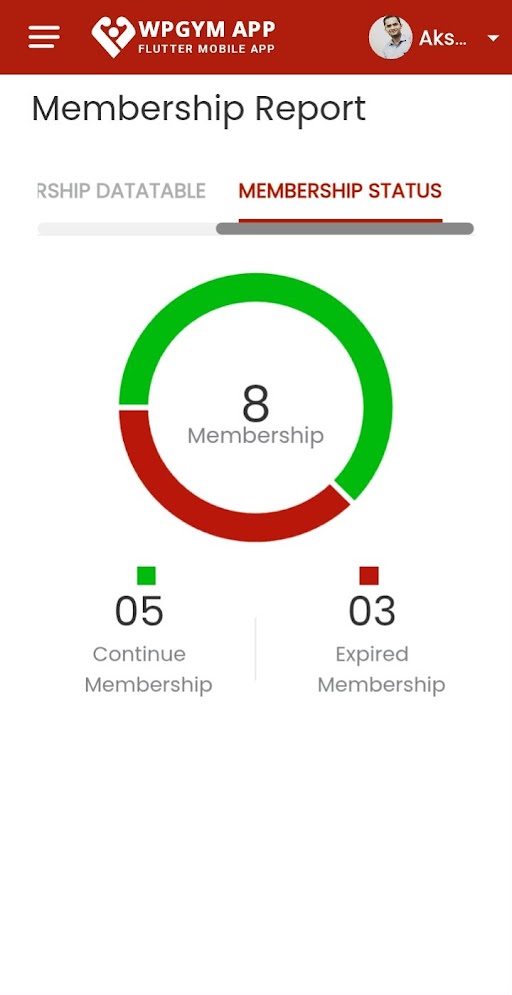 WPGYM APP
FLUTTER MOBILE APP
Aks...
Membership Report
RSHIP DATATABLE
MEMBERSHIP STATUS
8
Membership
05
Continue
Membership
03
Expired
Membership